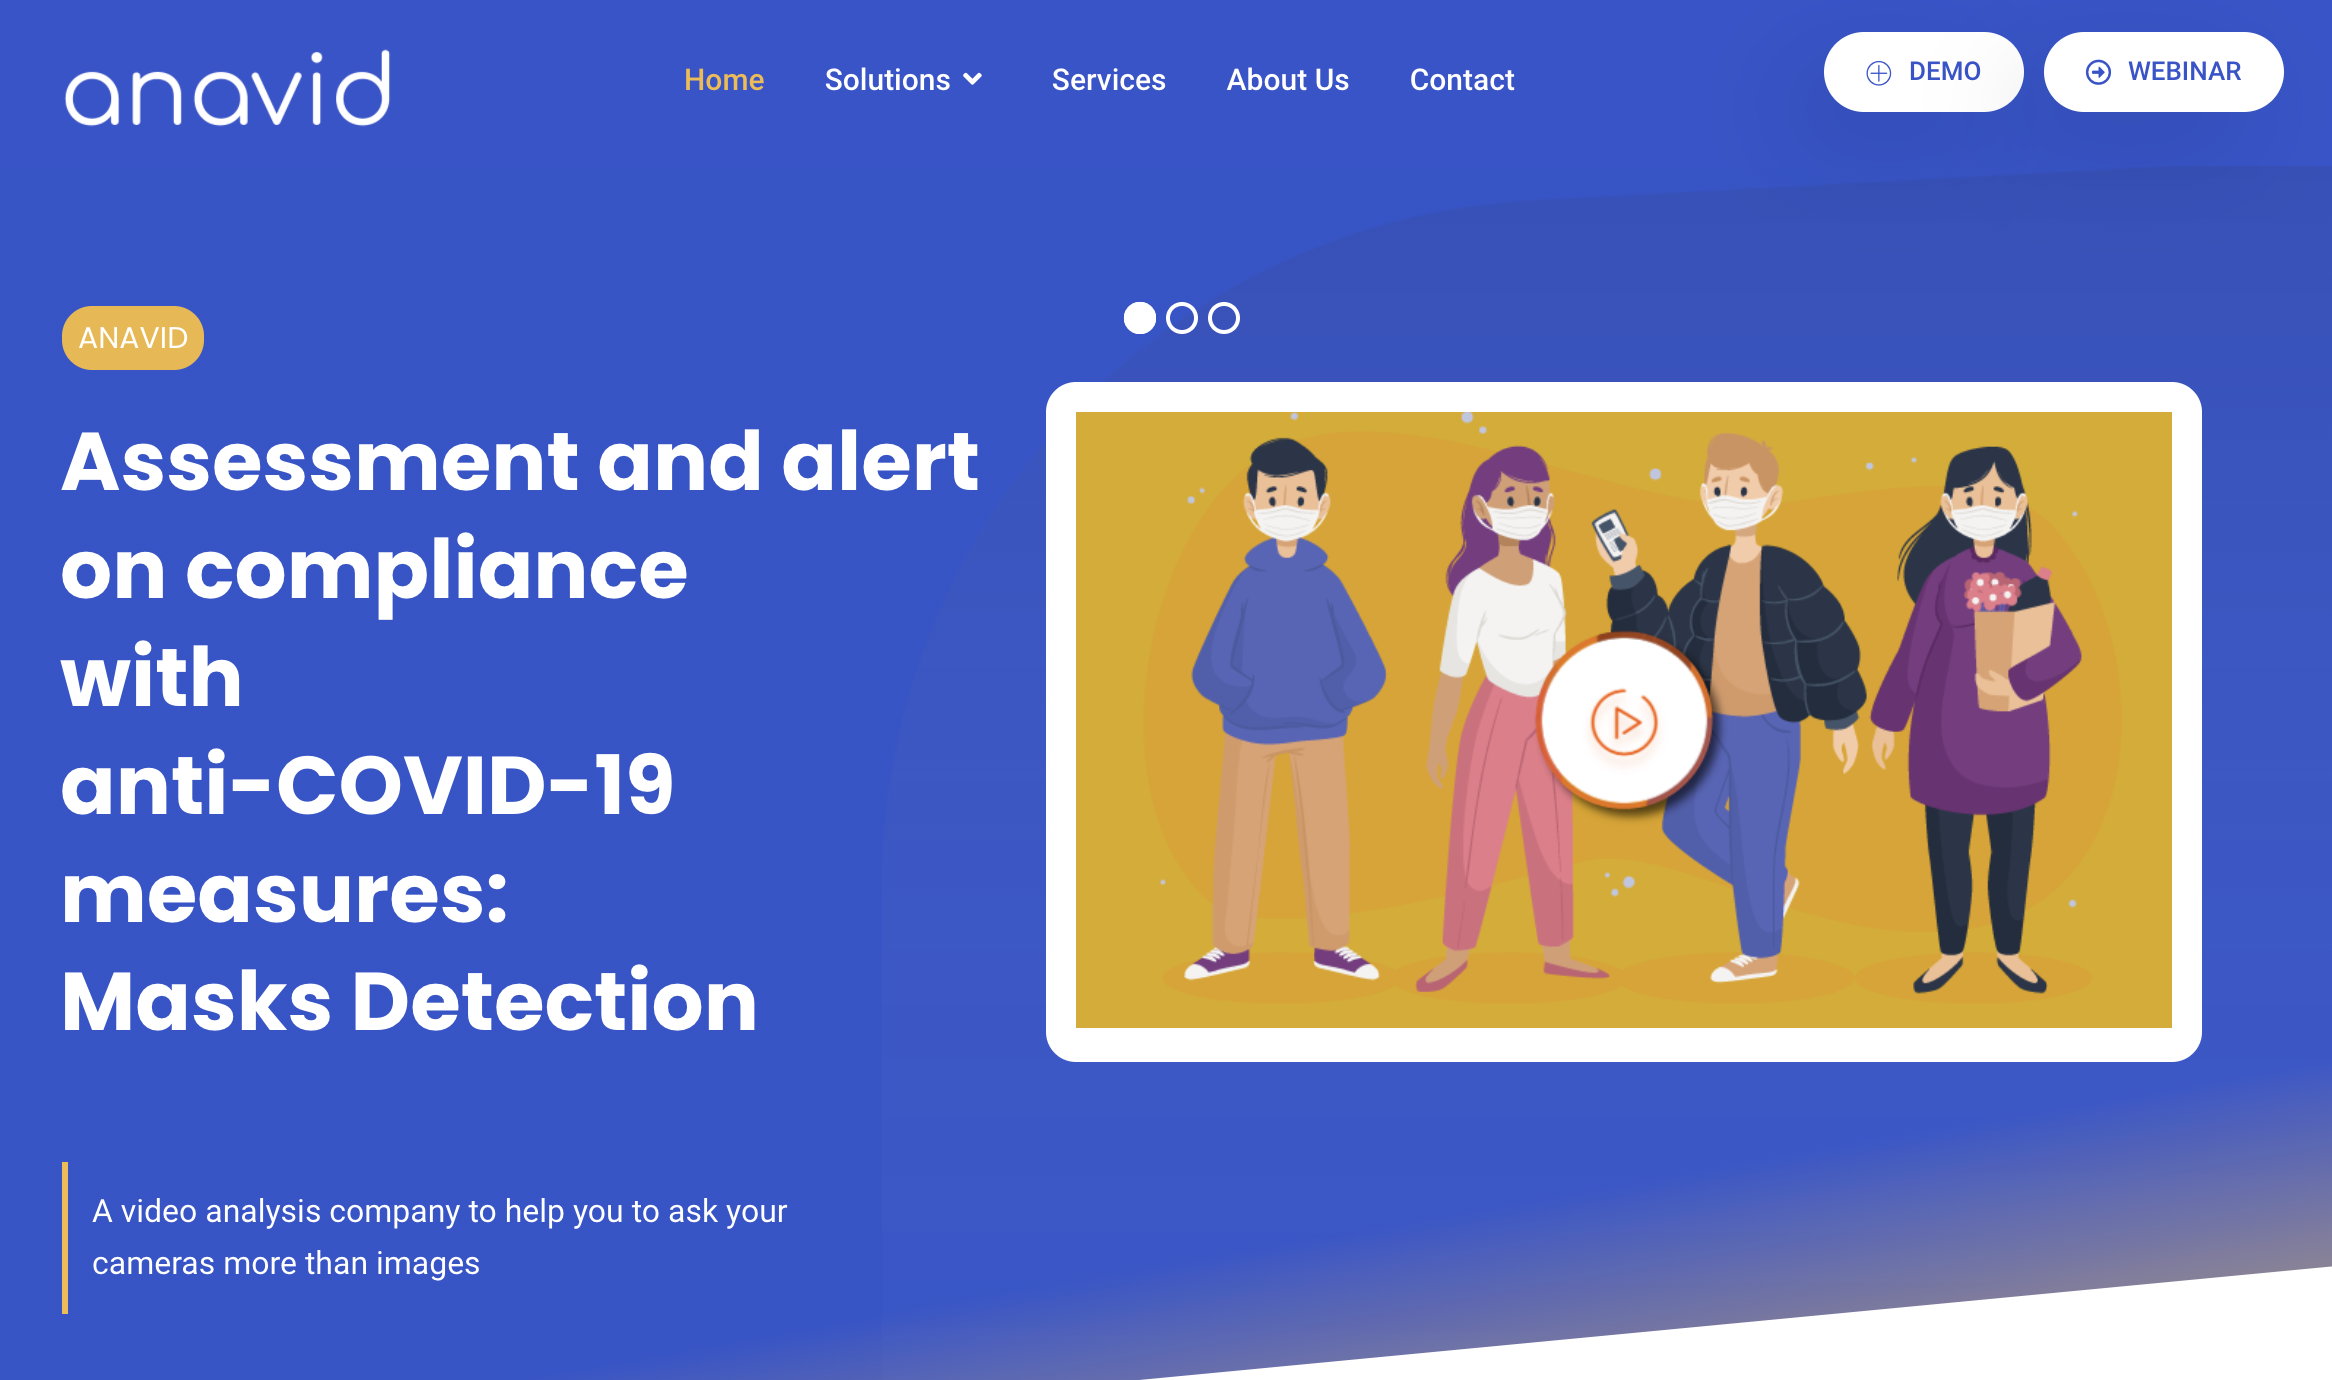 anavid
Home Solutions Services About Us Contact
DEMO WEBINAR
ANAVID
Assessment and alert
on compliance
with
anti-COVID-19
measures:
Masks Detection
A video analysis company to help you to ask your
cameras more than images